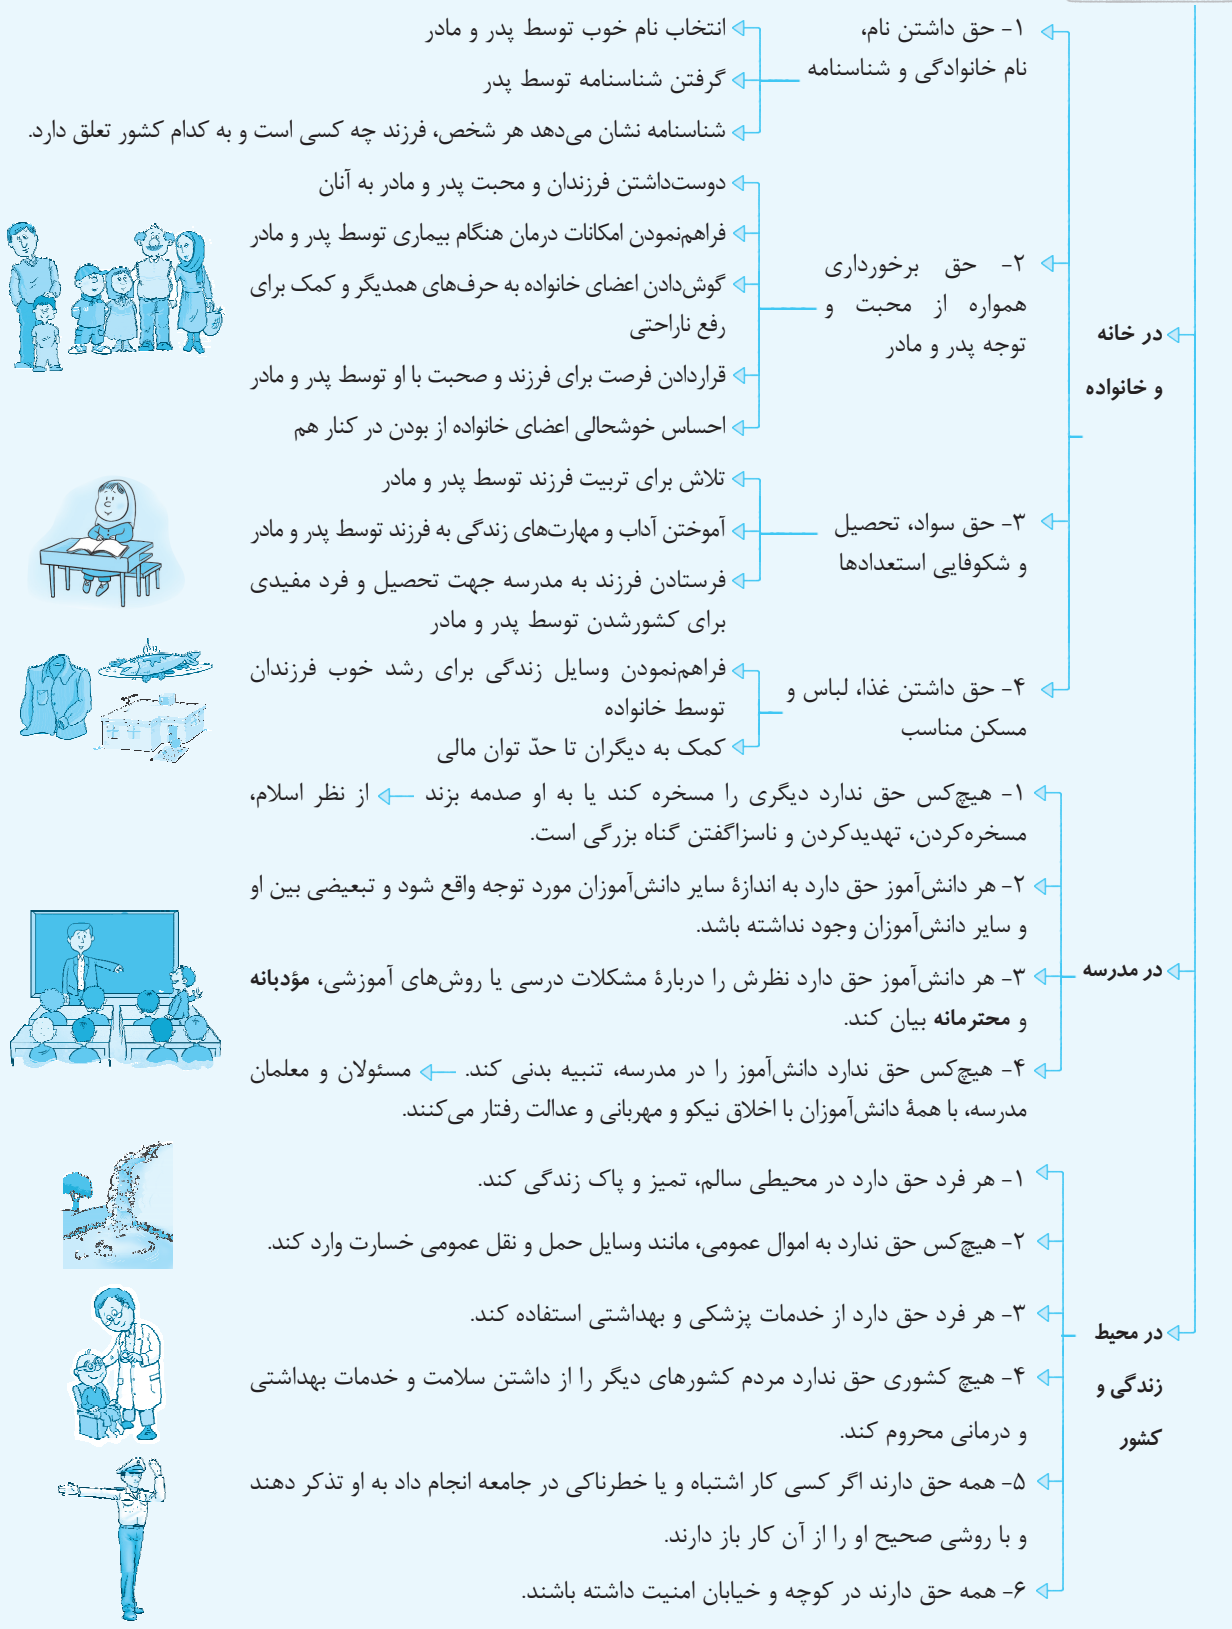 در خانه
و خانواده
۱- حق داشتن نام،
نام خانوادگی و شناسنامه
انتخاب نام خوب توسط پدر و مادر
گرفتن شناسنامه توسط پدر
شناسنامه نشان می‌دهد هر شخص، فرزند چه کسی است و به کدام کشور تعلق دارد.
۲- حق برخورداری
همواره از محبت و
توجه پدر و مادر
دوست‌داشتن فرزندان و محبت پدر و مادر به آنان
فراهم‌نمودن امکانات درمان هنگام بیماری توسط پدر و مادر
گوش‌دادن اعضای خانواده به حرف‌های همدیگر و کمک برای
رفع ناراحتی
قراردادن فرصت برای فرزند و صحبت با او توسط پدر و مادر
احساس خوشحالی اعضای خانواده از بودن در کنار هم
۳- حق سواد، تحصیل
و شکوفایی استعدادها
تلاش برای تربیت فرزند توسط پدر و مادر
آموختن آداب و مهارت‌های زندگی به فرزند توسط پدر و مادر
فرستادن فرزند به مدرسه جهت تحصیل و فرد مفیدی
برای کشورشدن توسط پدر و مادر
۴- حق داشتن غذا، لباس و
مسکن مناسب
فراهم‌نمودن وسایل زندگی برای رشد خوب فرزندان
توسط خانواده
کمک به دیگران تا حدّ توان مالی
در مدرسه
۱- هیچ‌کس حق ندارد دیگری را مسخره کند یا به او صدمه بزند ← از نظر اسلام،
مسخره‌کردن، تهدیدکردن و ناسزاگفتن گناه بزرگی است.
۲- هر دانش‌آموز حق دارد به اندازهٔ سایر دانش‌آموزان مورد توجه واقع شود و تبعیضی بین او
و سایر دانش‌آموزان وجود نداشته باشد.
۳- هر دانش‌آموز حق دارد نظرش را دربارهٔ مشکلات درسی یا روش‌های آموزشی، مؤدبانه
و محترمانه بیان کند.
۴- هیچ‌کس حق ندارد دانش‌آموز را در مدرسه، تنبیه بدنی کند. ← مسئولان و معلمان
مدرسه، با همهٔ دانش‌آموزان با اخلاق نیکو و مهربانی و عدالت رفتار می‌کنند.
در محیط
زندگی و
کشور
۱- هر فرد حق دارد در محیطی سالم، تمیز و پاک زندگی کند.
۲- هیچ‌کس حق ندارد به اموال عمومی، مانند وسایل حمل و نقل عمومی خسارت وارد کند.
۳- هر فرد حق دارد از خدمات پزشکی و بهداشتی استفاده کند.
۴- هیچ کشوری حق ندارد مردم کشورهای دیگر را از داشتن سلامت و خدمات بهداشتی
و درمانی محروم کند.
۵- همه حق دارند اگر کسی کار اشتباه و یا خطرناکی در جامعه انجام داد به او تذکر دهند
و با روشی صحیح او را از آن کار باز دارند.
۶- همه حق دارند در کوچه و خیابان امنیت داشته باشند.